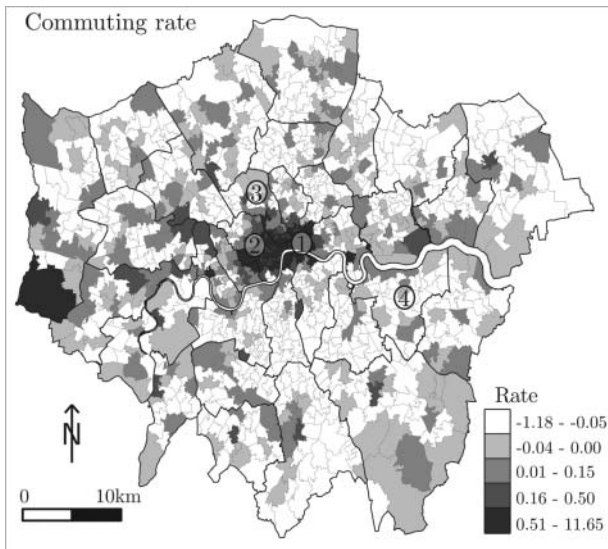 Commuting rate
3
2
1
4
N
0 10km
Rate
-1.18 - -0.05
-0.04 - 0.00
0.01 - 0.15
0.16 - 0.50
0.51 - 11.65